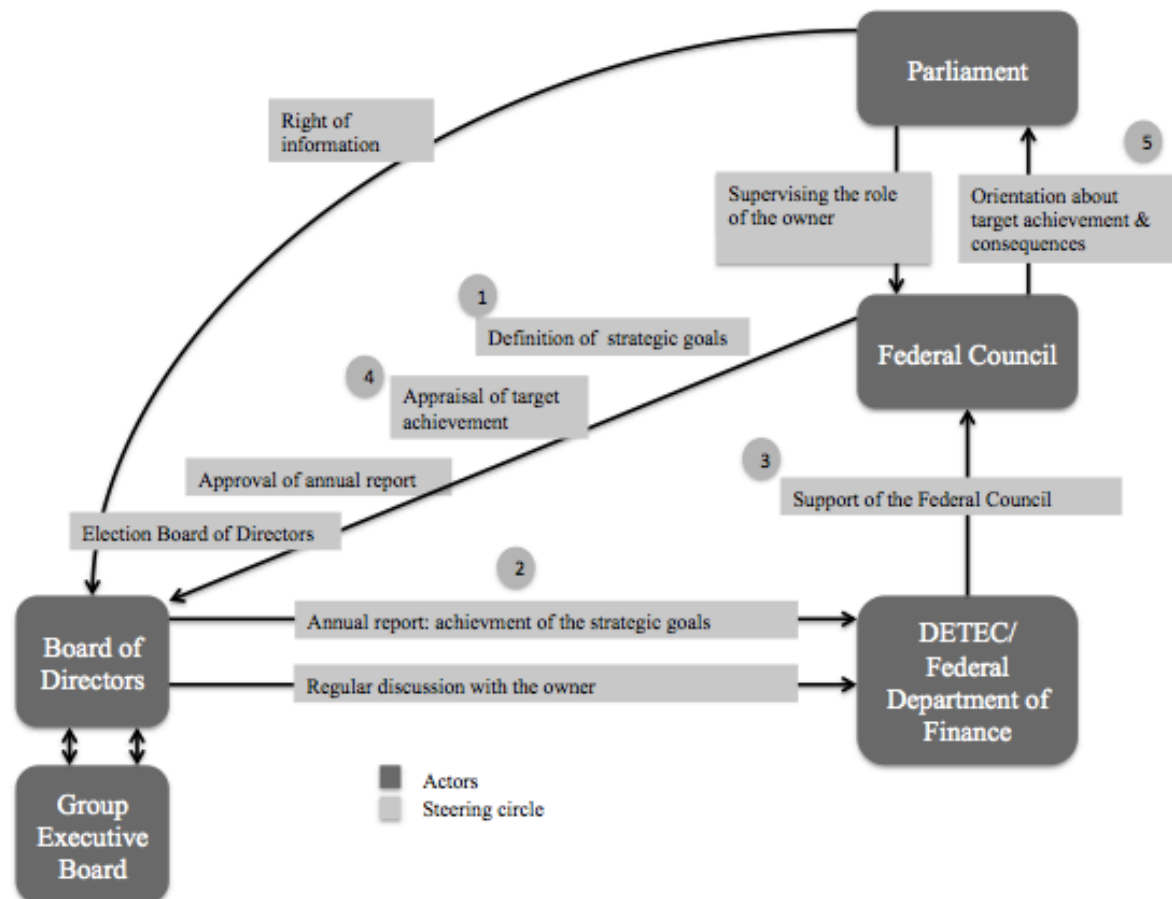 Parliament
Right of
information
5
Supervising the role
of the owner
Orientation about
target achievement &
consequences
1
Definition of strategic goals
Federal Council
4
Appraisal of target
achievement
3
Approval of annual report
Support of the Federal Council
Election Board of Directors
2
Board of
Directors
Annual report: achievment of the strategic goals
Regular discussion with the owner
DETEC/
Federal
Department of
Finance
Actors
Steering circle
Group
Executive
Board